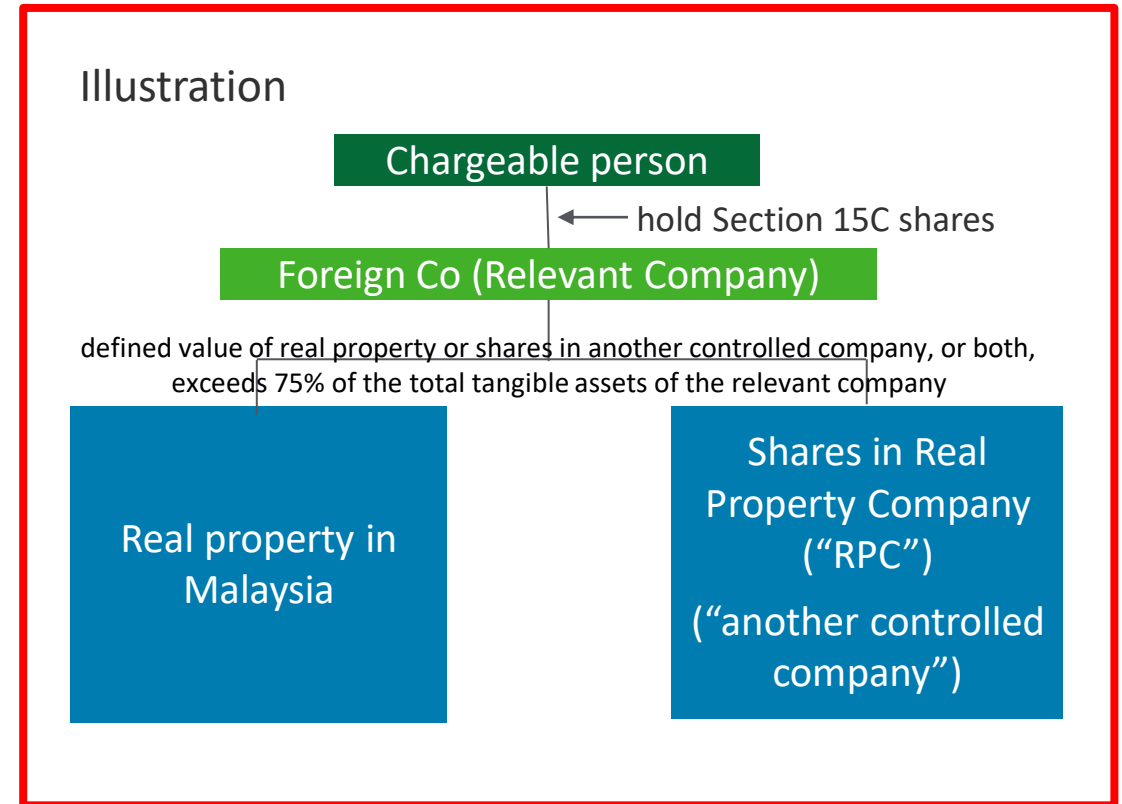 Illustration
Chargeable person
hold Section 15C shares
Foreign Co (Relevant Company)
defined value of real property or shares in another controlled company, or both,
exceeds 75% of the total tangible assets of the relevant company
Real property in
Malaysia
Shares in Real
Property Company
(“RPC”)
(“another controlled
company”)